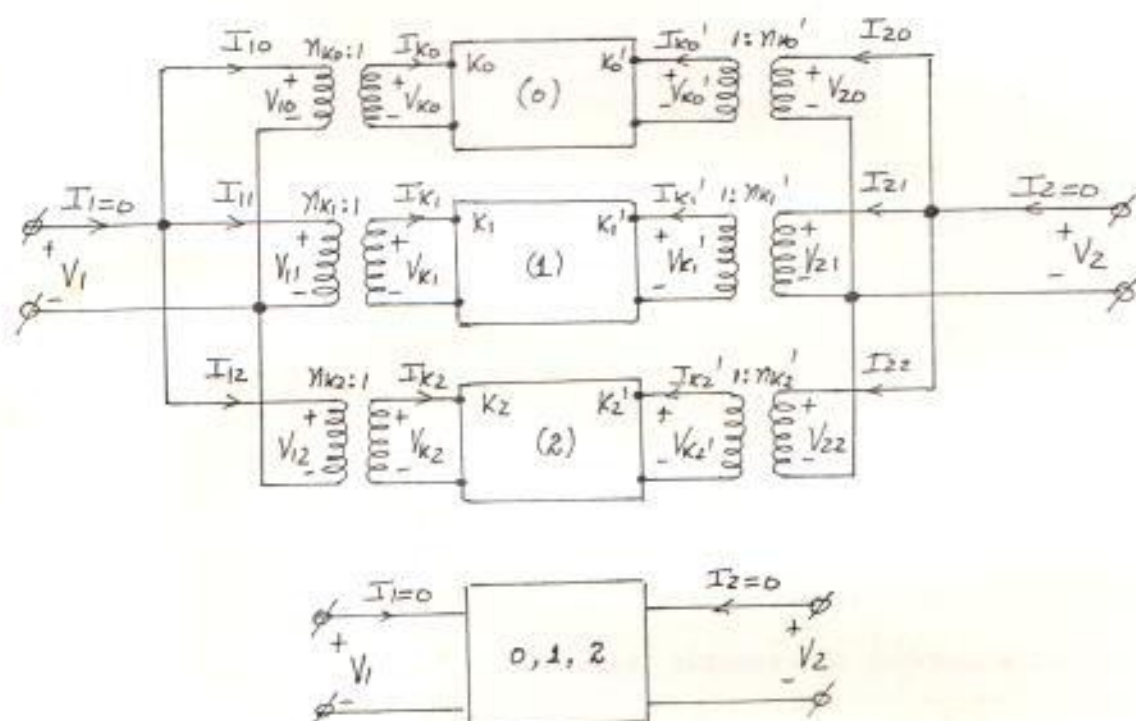 I10 nk0:1 Ik0 k0 (0) k0' Ik0' 1:nk0' I20
+ V10 - + Vk0 - + Vk0' - + V20 -
I1=0 I11 nk1:1 Ik1 k1 (1) k1' Ik1' 1:nk1' I21 I2=0
+ V1 - + V11 - + Vk1 - + Vk1' - + V21 - + V2 -
I12 nk2:1 Ik2 k2 (2) k2' Ik2' 1:nk2' I22
+ V12 - + Vk2 - + Vk2' - + V22 -
I1=0 I2=0
+ V1 - 0,1,2 + V2 -